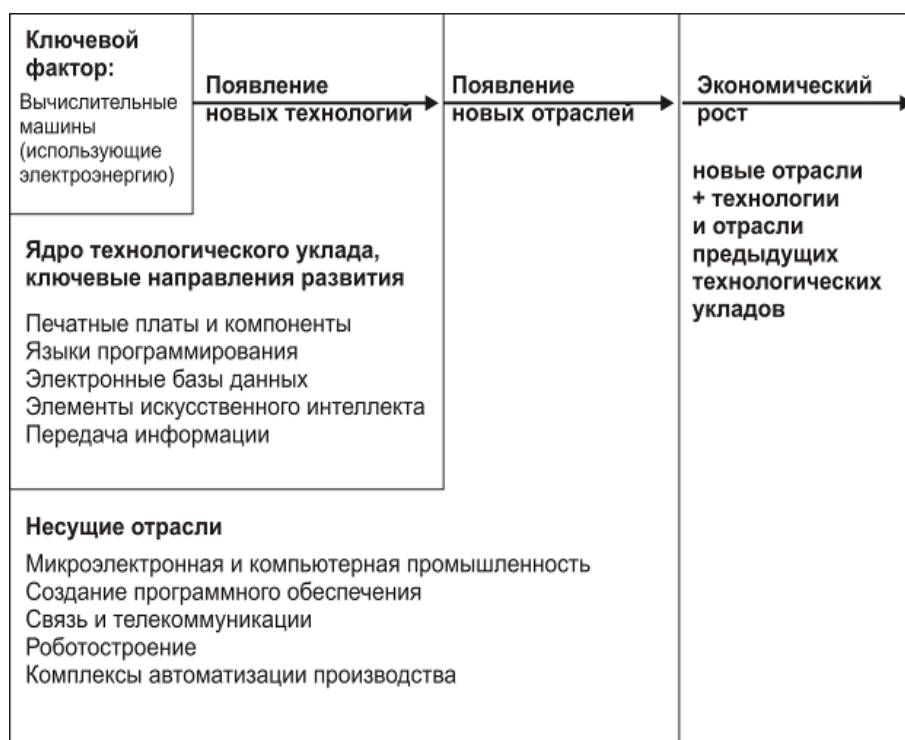 Ключевой
фактор:
Вычислительные
машины
(использующие
электроэнергию)
Появление
новых технологий
Появление
новых отраслей
Экономический
рост
новые отрасли
+ технологии
и отрасли
предыдущих
технологических
укладов
Ядро технологического уклада,
ключевые направления развития
Печатные платы и компоненты
Языки программирования
Электронные базы данных
Элементы искусственного интеллекта
Передача информации
Несущие отрасли
Микроэлектронная и компьютерная промышленность
Создание программного обеспечения
Связь и телекоммуникации
Роботостроение
Комплексы автоматизации производства